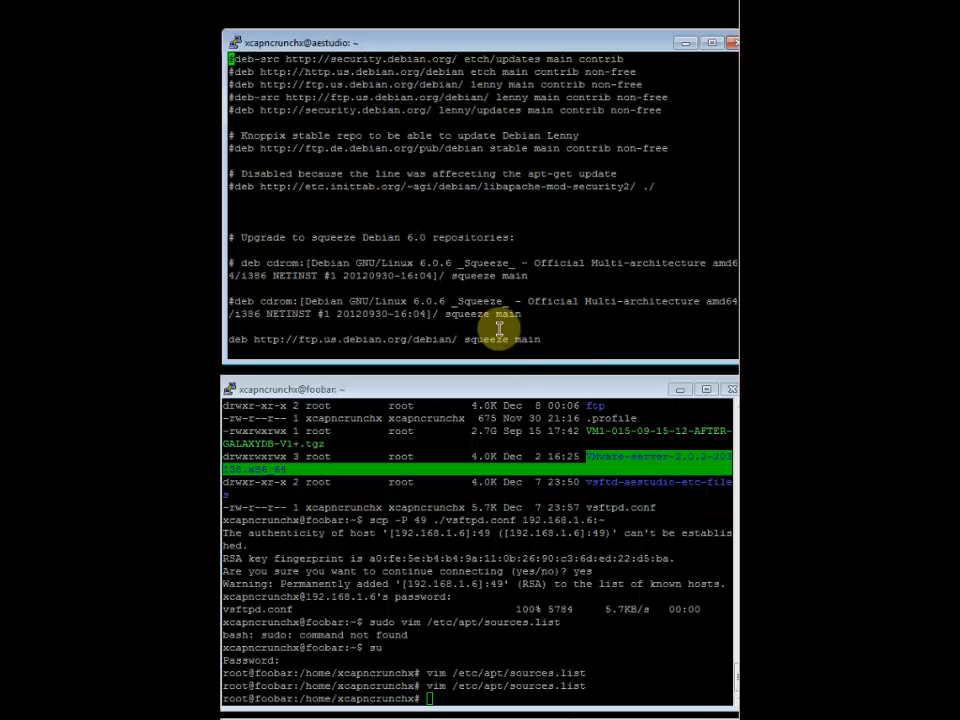 xcapncrunchx@aestudio: ~
#deb-src http://security.debian.org/ etch/updates main contrib
#deb http://http.us.debian.org/debian etch main contrib non-free
#deb http://ftp.us.debian.org/debian/ lenny main contrib non-free
#deb-src http://ftp.us.debian.org/debian/ lenny main contrib non-free
#deb http://security.debian.org/ lenny/updates main contrib non-free
# Knoppix stable repo to be able to update Debian Lenny
#deb http://ftp.de.debian.org/pub/debian stable main contrib non-free
# Disabled because the line was affeceting the apt-get update
#deb http://etc.inittab.org/~agi/debian/libapache-mod-security2/ ./
# Upgrade to squeeze Debian 6.0 repositories:
# deb cdrom:[Debian GNU/Linux 6.0.6 _Squeeze_ - Official Multi-architecture amd6
4/i386 NETINST #1 20120930-16:04]/ squeeze main
#deb cdrom:[Debian GNU/Linux 6.0.6 _Squeeze_ - Official Multi-architecture amd64
/i386 NETINST #1 20120930-16:04]/ squeeze main
deb http://ftp.us.debian.org/debian/ squeeze main
xcapncrunchx@foobar: ~
drwxr-xr-x 2 root root 4.0K Dec 8 00:06 ftp
-rw-r--r-- 1 xcapncrunchx xcapncrunchx 675 Nov 30 21:16 .profile
-rwxrwxrwx 1 root root 2.7G Sep 15 17:42 VM1-015-09-15-12-AFTER-
GALAXYDB-V1+.tgz
drwxrwxrwx 3 root root 4.0K Dec 2 16:25 VMware-server-2.0.2-203
138.x86_64
drwxr-xr-x 2 root root 4.0K Dec 7 23:50 vsftd-aestudio-etc-file
s
-rw-r--r-- 1 xcapncrunchx xcapncrunchx 5.7K Dec 7 23:57 vsftpd.conf
xcapncrunchx@foobar:~$ scp -P 49 ./vsftpd.conf 192.168.1.6:~
The authenticity of host '[192.168.1.6]:49 ([192.168.1.6]:49)' can't be establis
hed.
RSA key fingerprint is a0:fe:5e:b4:b4:9a:11:0b:26:90:c3:6d:ed:22:d5:ba.
Are you sure you want to continue connecting (yes/no)? yes
Warning: Permanently added '[192.168.1.6]:49' (RSA) to the list of known hosts.
xcapncrunchx@192.168.1.6's password:
vsftpd.conf 100% 5784 5.7KB/s 00:00
xcapncrunchx@foobar:~$ sudo vim /etc/apt/sources.list
bash: sudo: command not found
xcapncrunchx@foobar:~$ su
Password:
root@foobar:/home/xcapncrunchx# vim /etc/apt/sources.list
root@foobar:/home/xcapncrunchx# vim /etc/apt/sources.list
root@foobar:/home/xcapncrunchx#